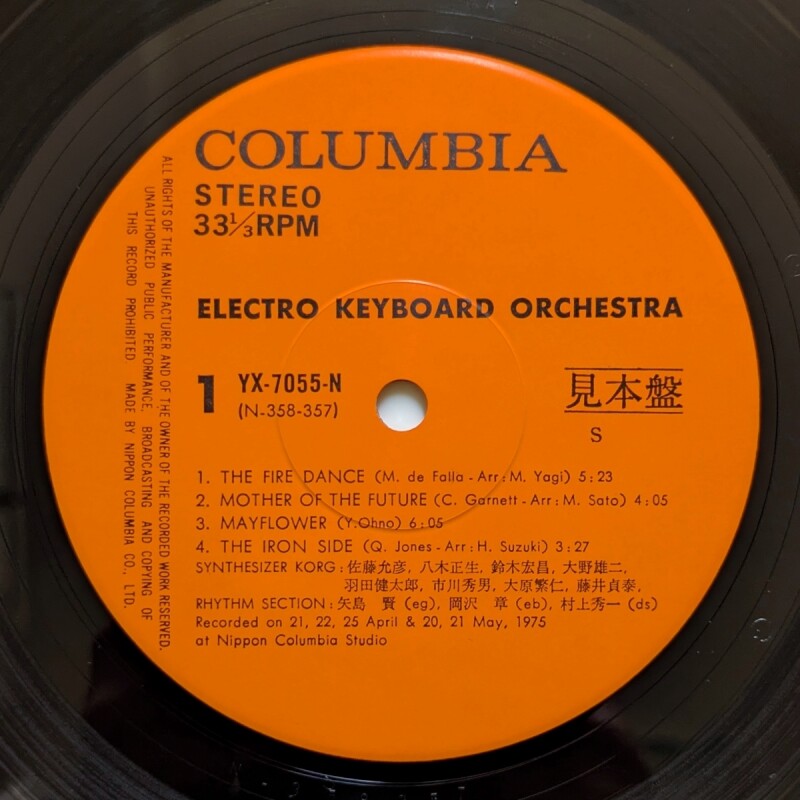 COLUMBIA
STEREO
33 1/3 RPM
ELECTRO KEYBOARD ORCHESTRA
1 YX-7055-N
(N-358-357)
見本盤
S
1. THE FIRE DANCE (M. de Falla - Arr: M. Yagi) 5:23
2. MOTHER OF THE FUTURE (C. Garnett - Arr: M. Sato) 4:05
3. MAYFLOWER (Y. Ohno) 6:05
4. THE IRON SIDE (Q. Jones - Arr: H. Suzuki) 3:27
SYNTHESIZER KORG: 佐藤允彦, 八木正生, 鈴木宏昌, 大野雄二,
羽田健太郎, 市川秀男, 大原繁仁, 藤井貞泰,
RHYTHM SECTION: 矢島 賢 (eg), 岡沢 章 (eb), 村上秀一 (ds)
Recorded on 21, 22, 25 April & 20, 21 May, 1975
at Nippon Columbia Studio
ALL RIGHTS OF THE MANUFACTURER AND OF THE OWNER OF THE RECORDED WORK RESERVED.
UNAUTHORIZED PUBLIC PERFORMANCE, BROADCASTING AND COPYING OF
THIS RECORD PROHIBITED MADE BY NIPPON COLUMBIA CO., LTD.